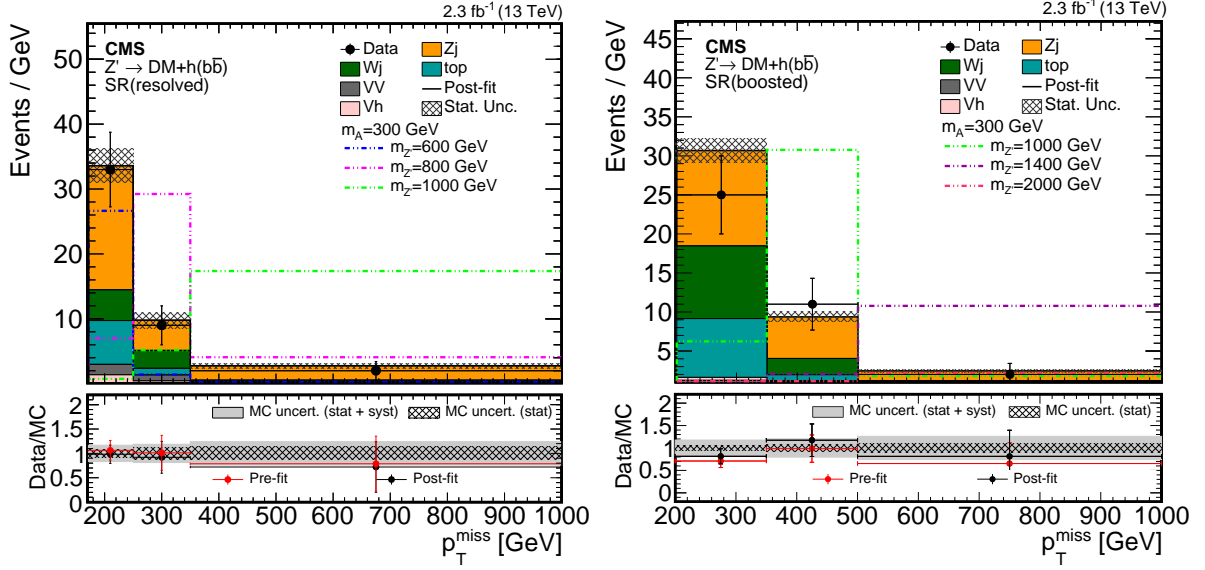 2.3 fb⁻¹ (13 TeV)
Events / GeV
50
40
30
20
10
CMS
Z' → DM+h(bb̅)
SR(resolved)
Data
Zj
Wj
top
VV
Post-fit
Vh
Stat. Unc.
m_A=300 GeV
m_Z'=600 GeV
m_Z'=800 GeV
m_Z'=1000 GeV
Data/MC
2
1.5
1
0.5
0
MC uncert. (stat + syst)
MC uncert. (stat)
Pre-fit
Post-fit
200 300 400 500 600 700 800 900 1000
p_T^miss [GeV]
2.3 fb⁻¹ (13 TeV)
Events / GeV
45
40
35
30
25
20
15
10
5
CMS
Z' → DM+h(bb̅)
SR(boosted)
Data
Zj
Wj
top
VV
Post-fit
Vh
Stat. Unc.
m_A=300 GeV
m_Z'=1000 GeV
m_Z'=1400 GeV
m_Z'=2000 GeV
Data/MC
2
1.5
1
0.5
0
MC uncert. (stat + syst)
MC uncert. (stat)
Pre-fit
Post-fit
200 300 400 500 600 700 800 900 1000
p_T^miss [GeV]